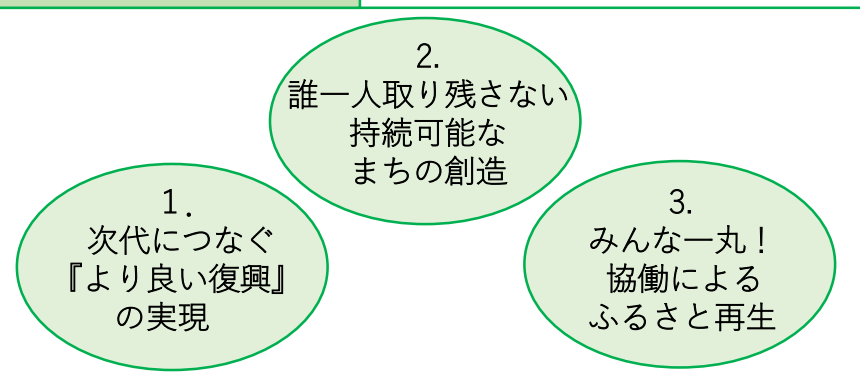 1.
次代につなぐ
『より良い復興』
の実現
2.
誰一人取り残さない
持続可能な
まちの創造
3.
みんな一丸！
協働による
ふるさと再生